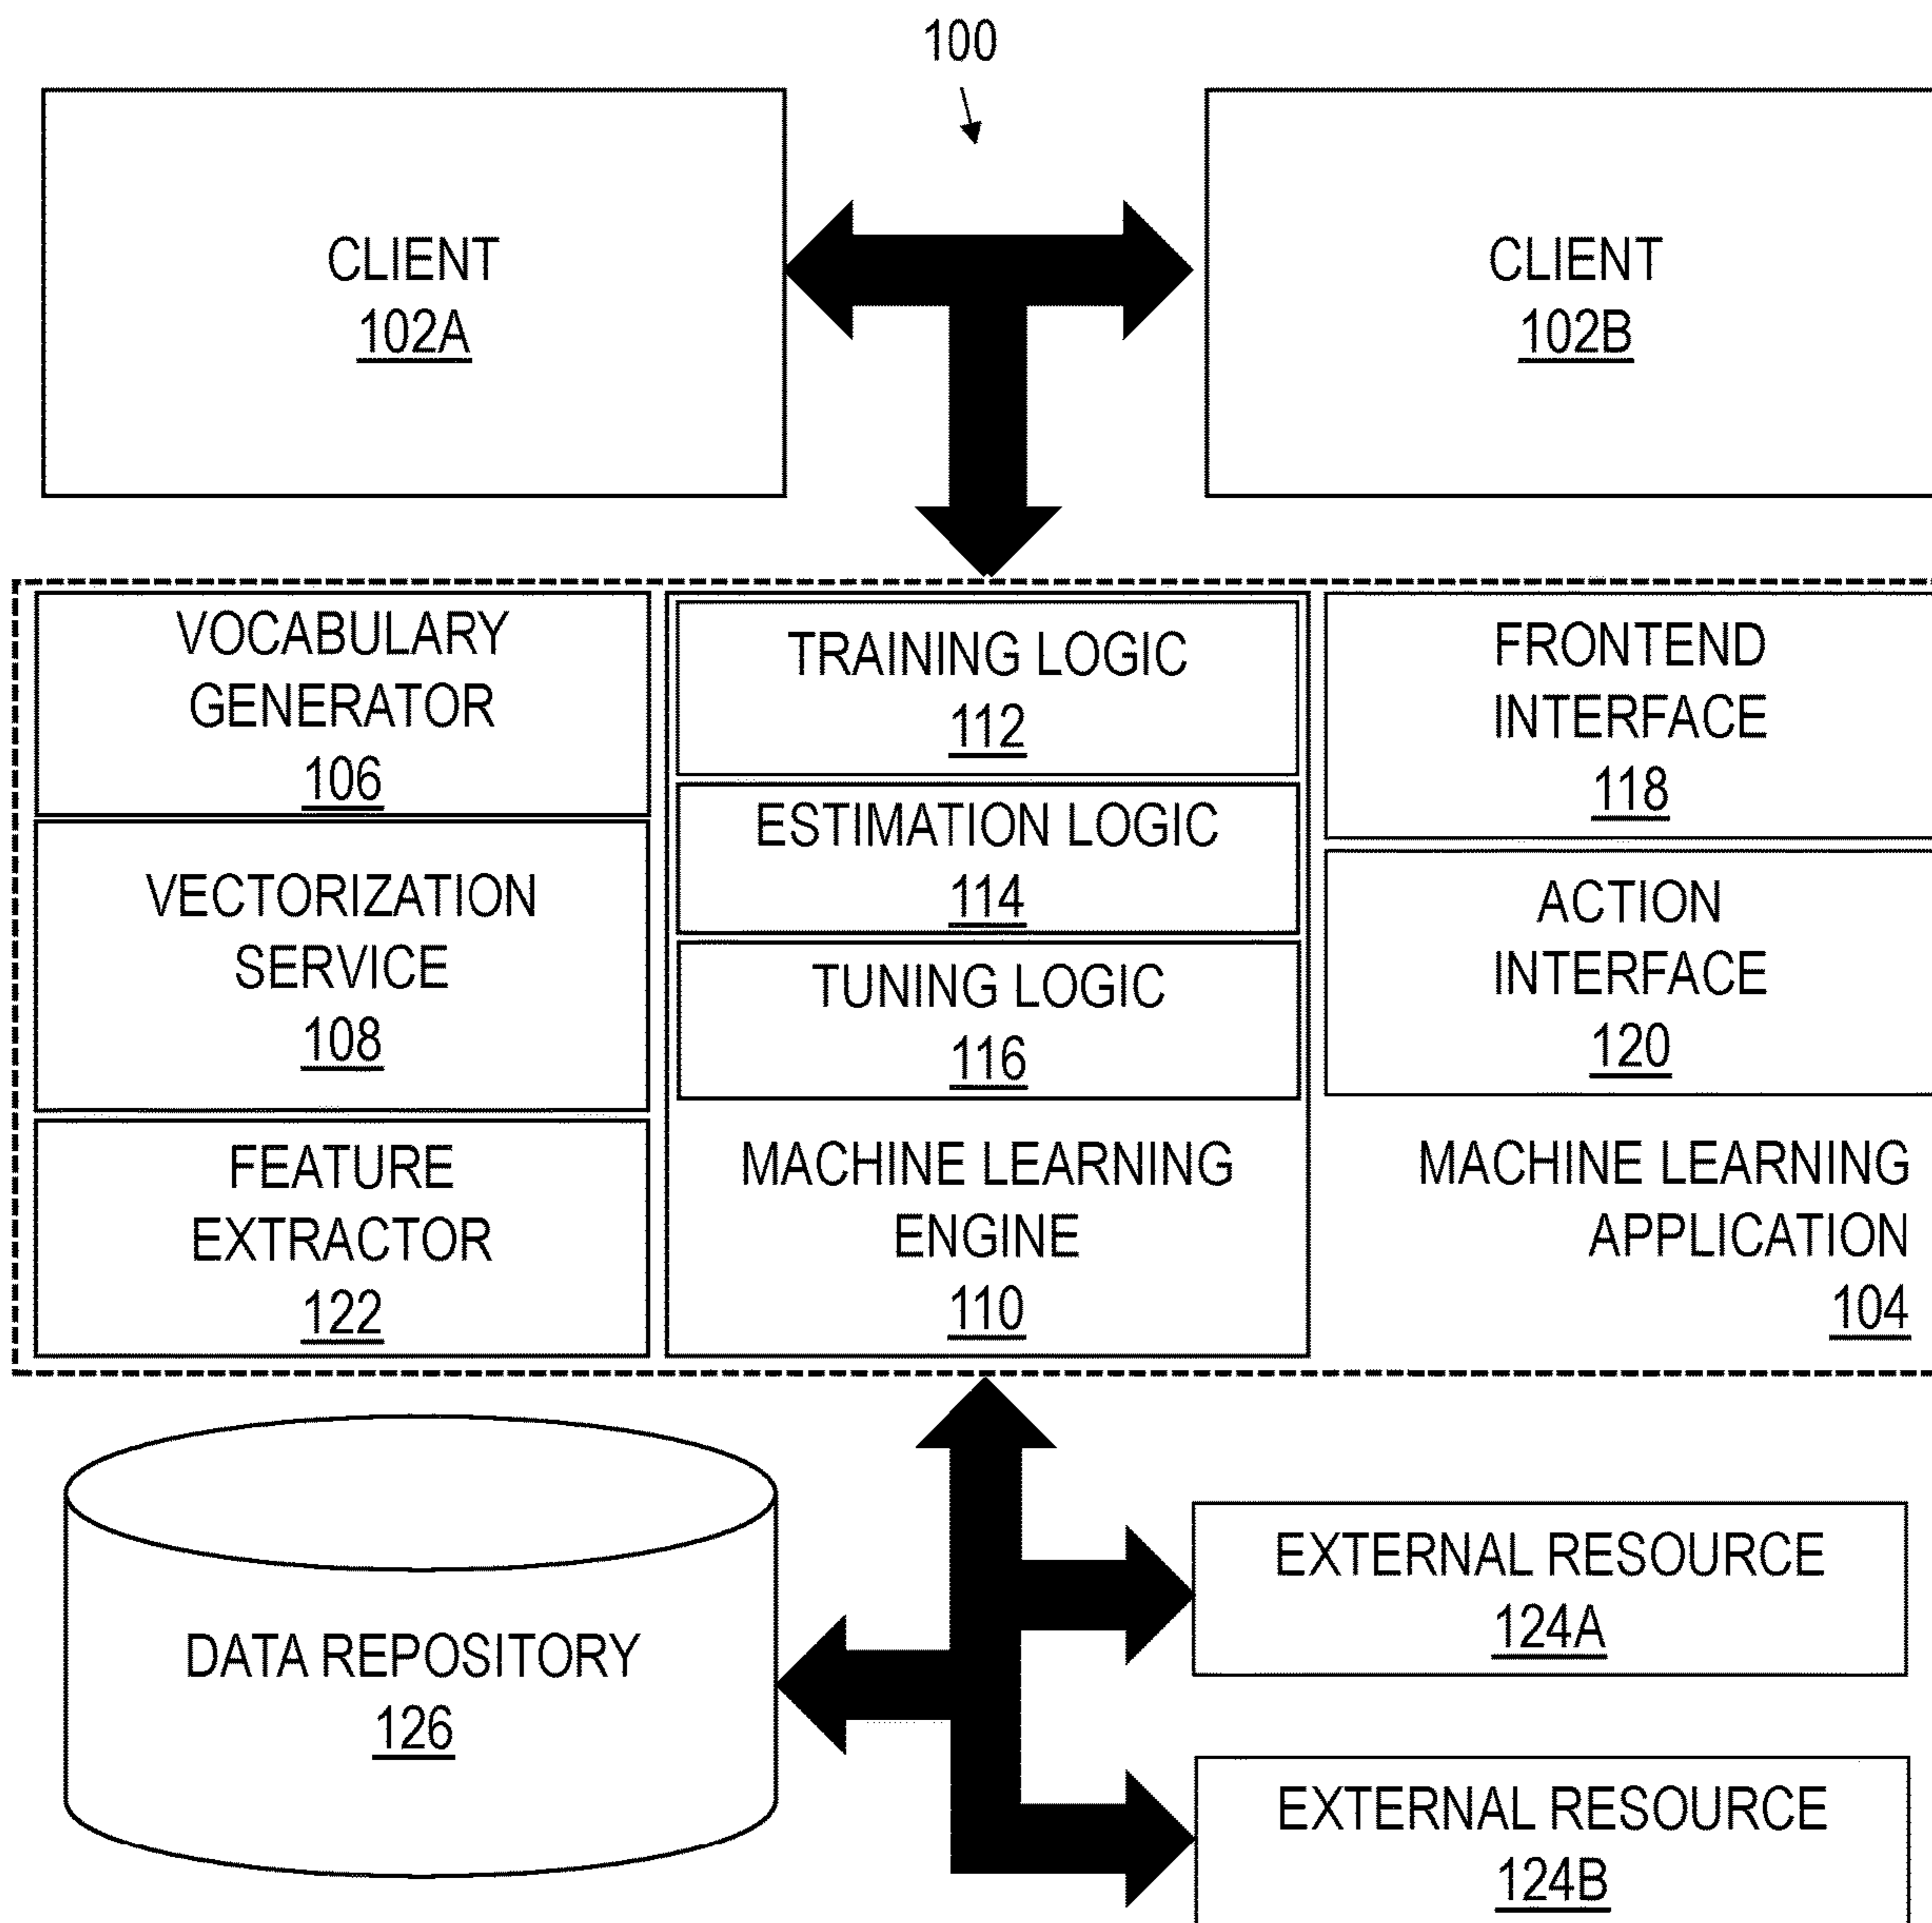 100
CLIENT
102A
CLIENT
102B
VOCABULARY
GENERATOR
106
VECTORIZATION
SERVICE
108
FEATURE
EXTRACTOR
122
TRAINING LOGIC
112
ESTIMATION LOGIC
114
TUNING LOGIC
116
MACHINE LEARNING
ENGINE
110
FRONTEND
INTERFACE
118
ACTION
INTERFACE
120
MACHINE LEARNING
APPLICATION
104
DATA REPOSITORY
126
EXTERNAL RESOURCE
124A
EXTERNAL RESOURCE
124B